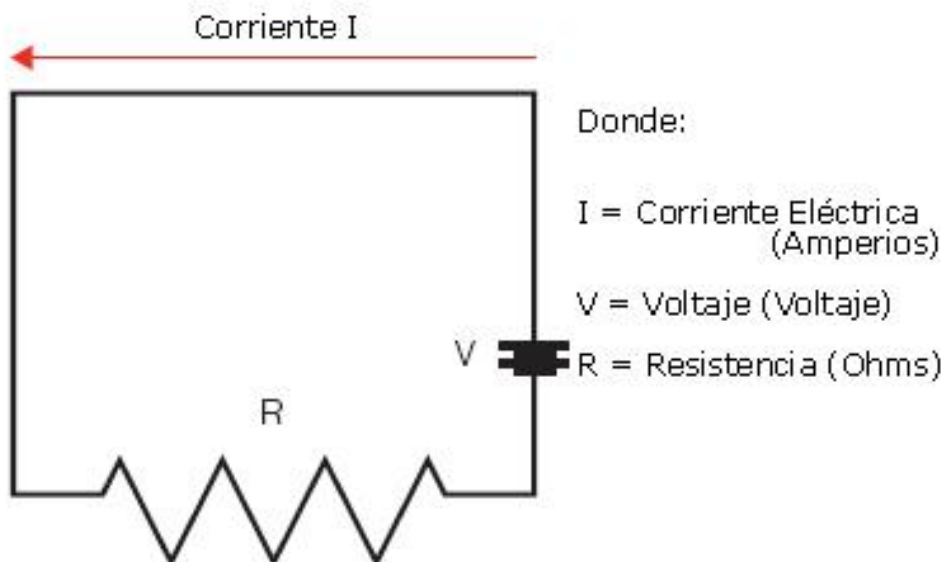 Corriente I
Donde:
I = Corriente Eléctrica
(Amperios)
V = Voltaje (Voltaje)
V
R = Resistencia (Ohms)
R